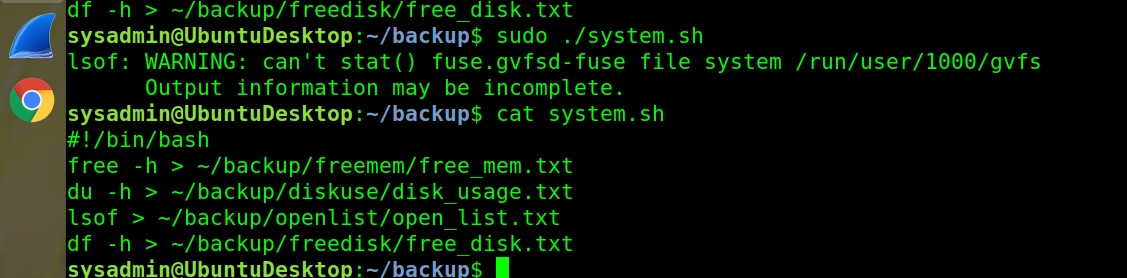 df -h > ~/backup/freedisk/free_disk.txt
sysadmin@UbuntuDesktop:~/backup$ sudo ./system.sh
lsof: WARNING: can't stat() fuse.gvfsd-fuse file system /run/user/1000/gvfs
      Output information may be incomplete.
sysadmin@UbuntuDesktop:~/backup$ cat system.sh
#!/bin/bash
free -h > ~/backup/freemem/free_mem.txt
du -h > ~/backup/diskuse/disk_usage.txt
lsof > ~/backup/openlist/open_list.txt
df -h > ~/backup/freedisk/free_disk.txt
sysadmin@UbuntuDesktop:~/backup$